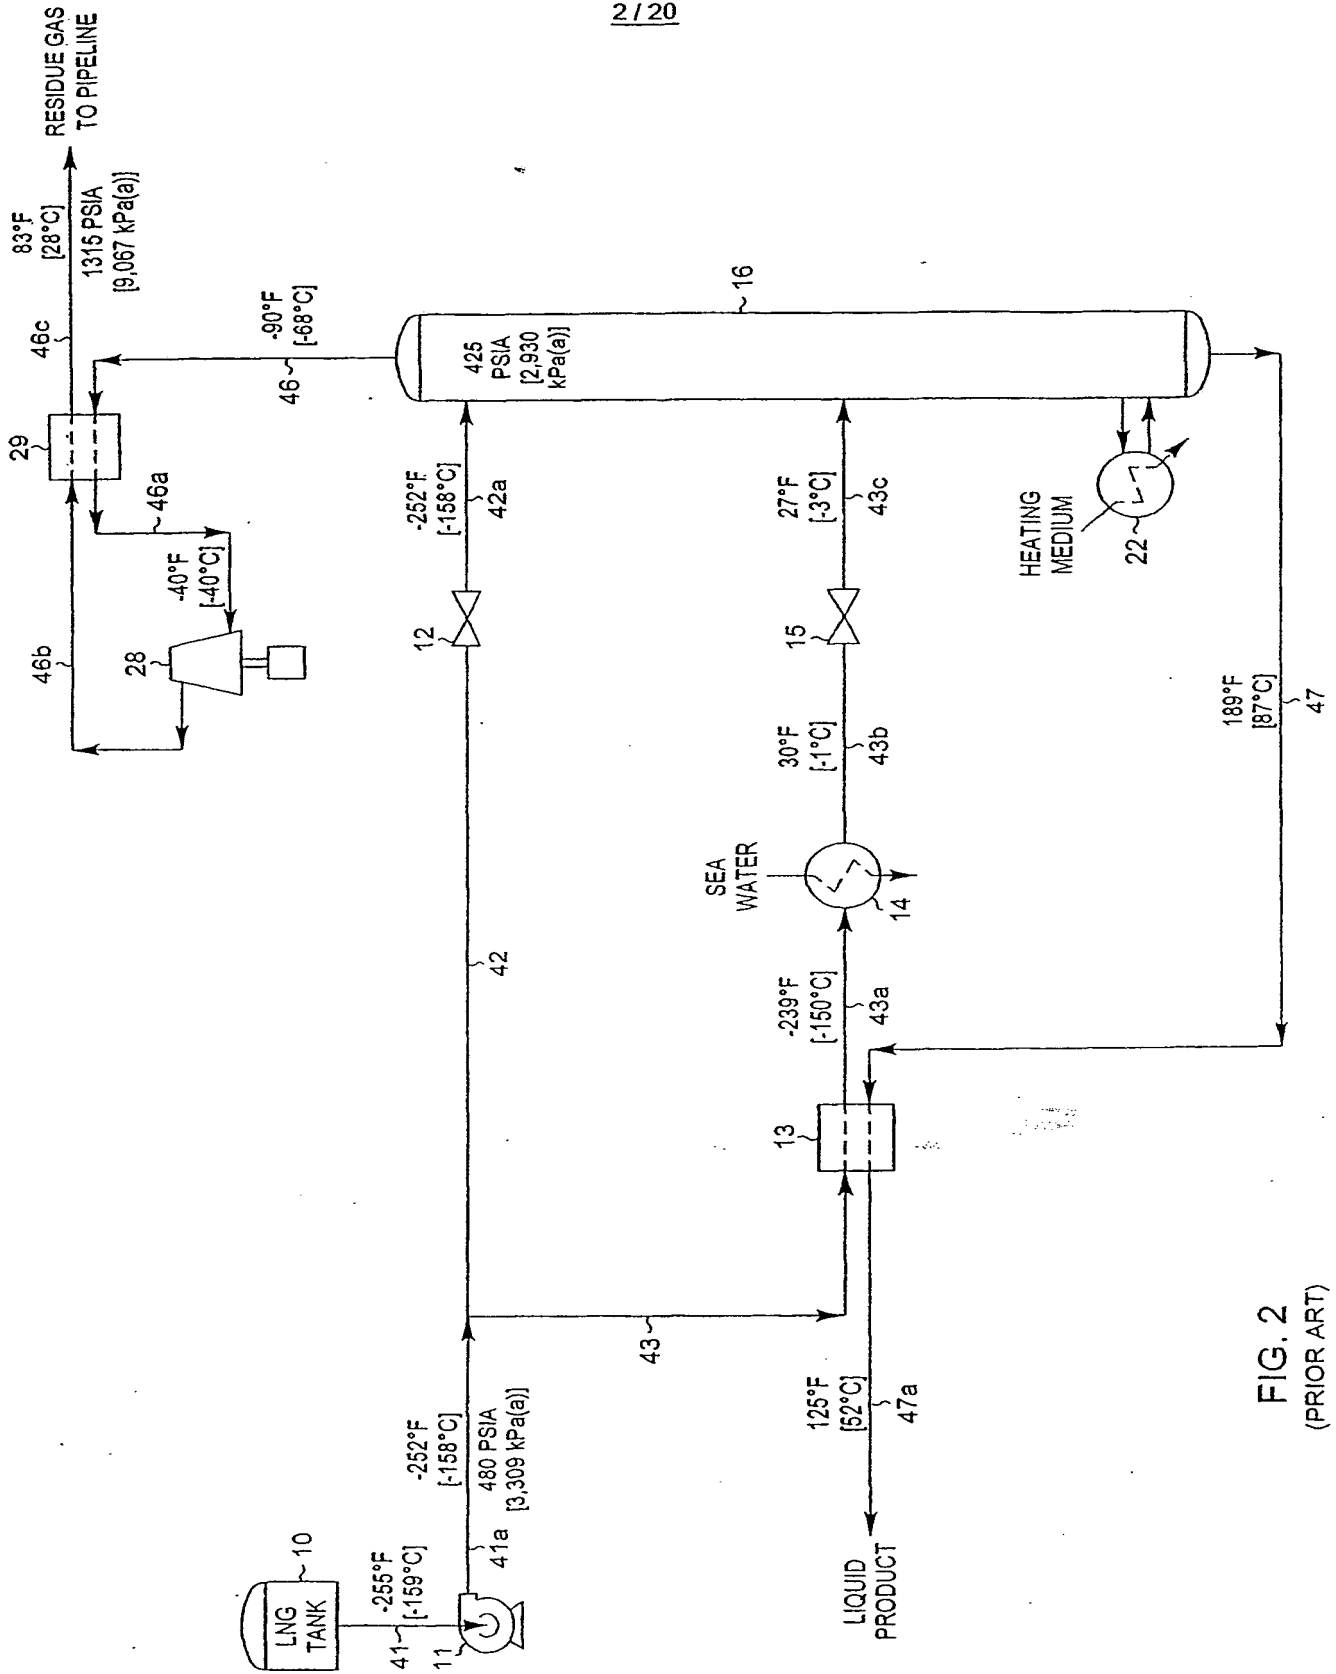 2/20
RESIDUE GAS
TO PIPELINE
83°F
[28°C]
1315 PSIA
[9,067 kPa(a)]
46c
29
46b
46a
-40°F
[-40°C]
28
-90°F
[-68°C]
46
16
425
PSIA
[2,930
kPa(a)]
-252°F
[-158°C]
42a
12
42
27°F
[-3°C]
43c
15
30°F
[-1°C]
43b
SEA
WATER
14
-239°F
[-150°C]
43a
13
43
HEATING
MEDIUM
22
189°F
[87°C]
47
125°F
[52°C]
47a
LIQUID
PRODUCT
-252°F
[-158°C]
480 PSIA
[3,309 kPa(a)]
41a
LNG
TANK
10
-255°F
[-159°C]
41
11
FIG. 2
(PRIOR ART)